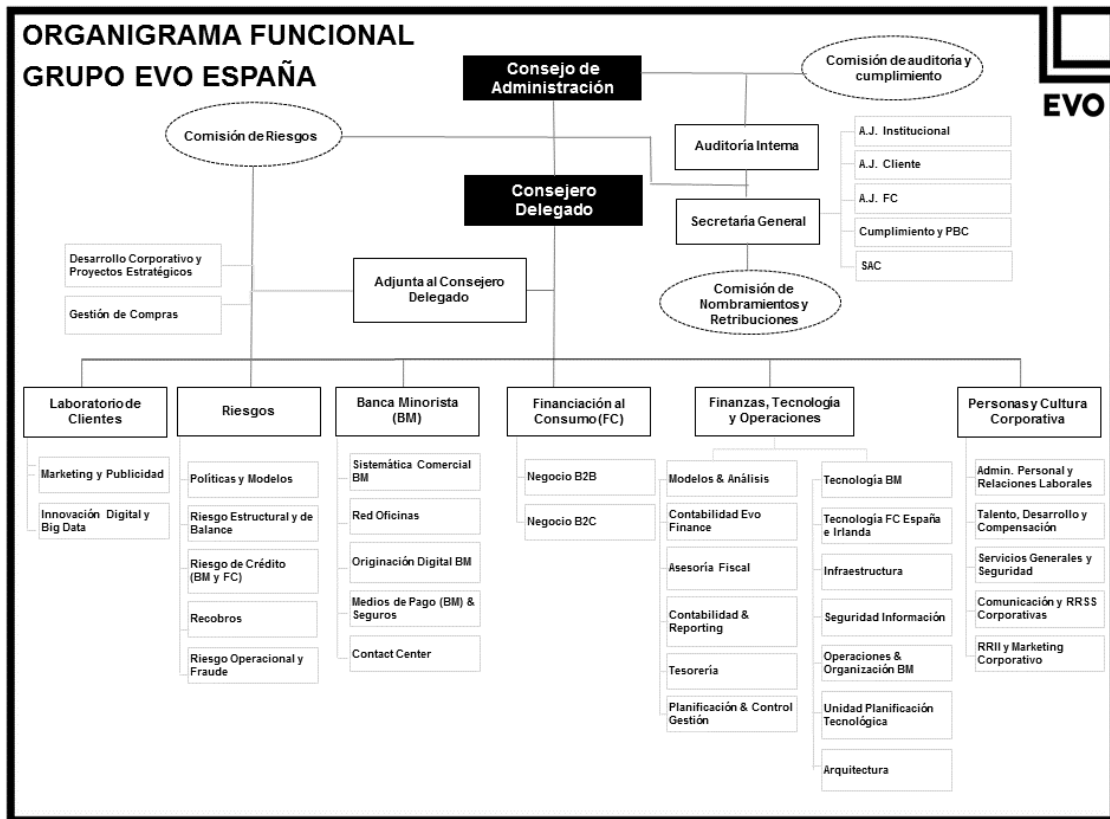 ORGANIGRAMA FUNCIONAL
GRUPO EVO ESPAÑA
EVO
Consejo de
Administración
Comisión de auditoría y
cumplimiento
Comisión de Riesgos
Auditoría Interna
A.J. Institucional
A.J. Cliente
A.J. FC
Cumplimiento y PBC
SAC
Consejero
Delegado
Secretaría General
Desarrollo Corporativo y
Proyectos Estratégicos
Gestión de Compras
Adjunta al Consejero
Delegado
Comisión de
Nombramientos y
Retribuciones
Laboratorio de
Clientes
Marketing y Publicidad
Innovación Digital y
Big Data
Riesgos
Políticas y Modelos
Riesgo Estructural y de
Balance
Riesgo de Crédito
(BM y FC)
Recobros
Riesgo Operacional y
Fraude
Banca Minorista
(BM)
Sistemática Comercial
BM
Red Oficinas
Originación Digital BM
Medios de Pago (BM) &
Seguros
Contact Center
Financiación al
Consumo (FC)
Negocio B2B
Negocio B2C
Finanzas, Tecnología
y Operaciones
Modelos & Análisis
Contabilidad Evo
Finance
Asesoría Fiscal
Contabilidad &
Reporting
Tesorería
Planificación & Control
Gestión
Tecnología BM
Tecnología FC España
e Irlanda
Infraestructura
Seguridad Información
Operaciones &
Organización BM
Unidad Planificación
Tecnológica
Arquitectura
Personas y Cultura
Corporativa
Admin. Personal y
Relaciones Laborales
Talento, Desarrollo y
Compensación
Servicios Generales y
Seguridad
Comunicación y RRSS
Corporativas
RRII y Marketing
Corporativo